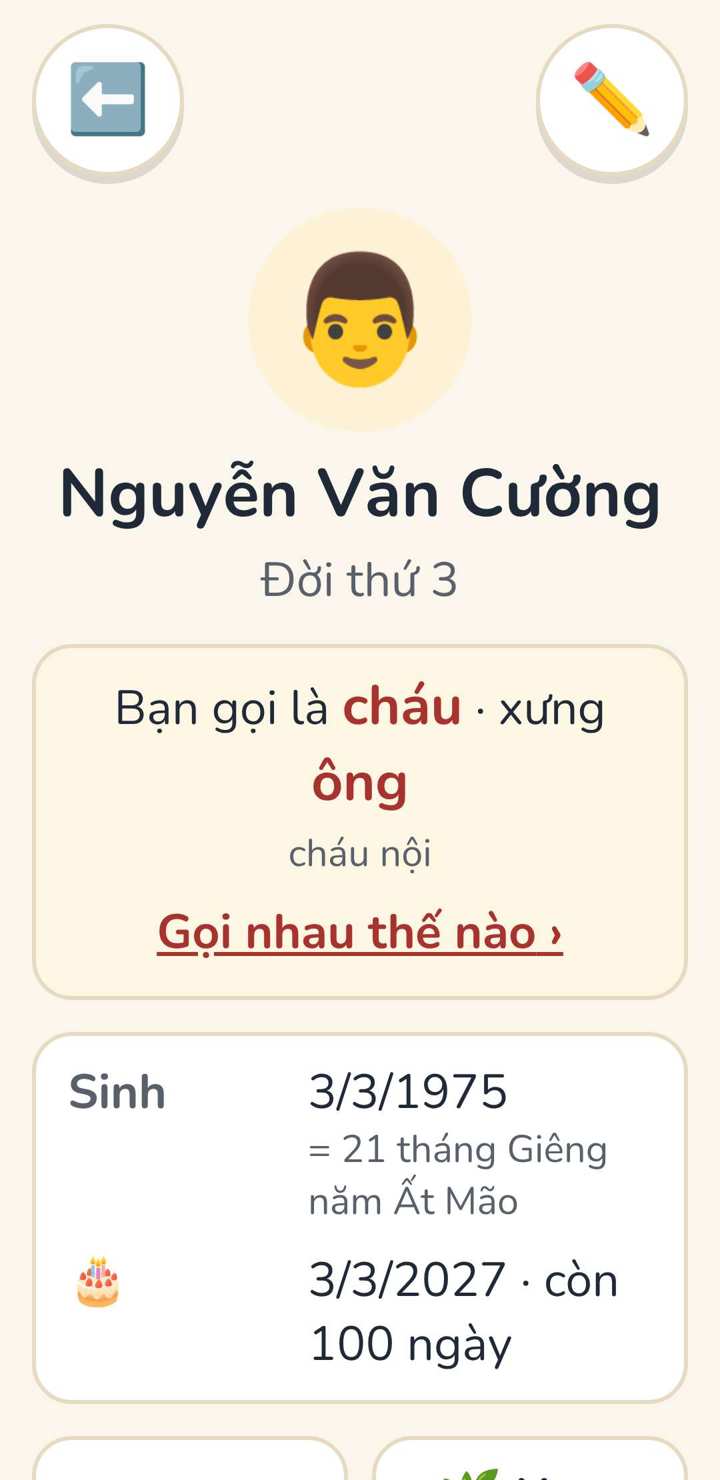 Nguyễn Văn Cường
Đời thứ 3
Bạn gọi là cháu · xưng
ông
cháu nội
Gọi nhau thế nào ›
Sinh
3/3/1975
= 21 tháng Giêng
năm Ất Mão
3/3/2027 · còn
100 ngày